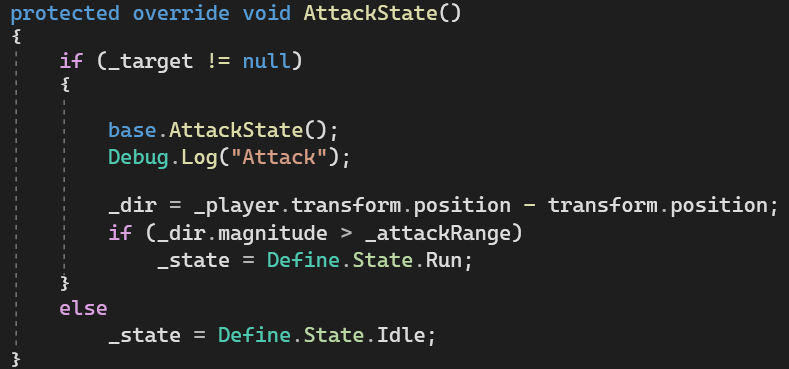 protected override void AttackState()
{
if (_target != null)
{
base.AttackState();
Debug.Log("Attack");
_dir = _player.transform.position - transform.position;
if (_dir.magnitude > _attackRange)
_state = Define.State.Run;
}
else
_state = Define.State.Idle;
}